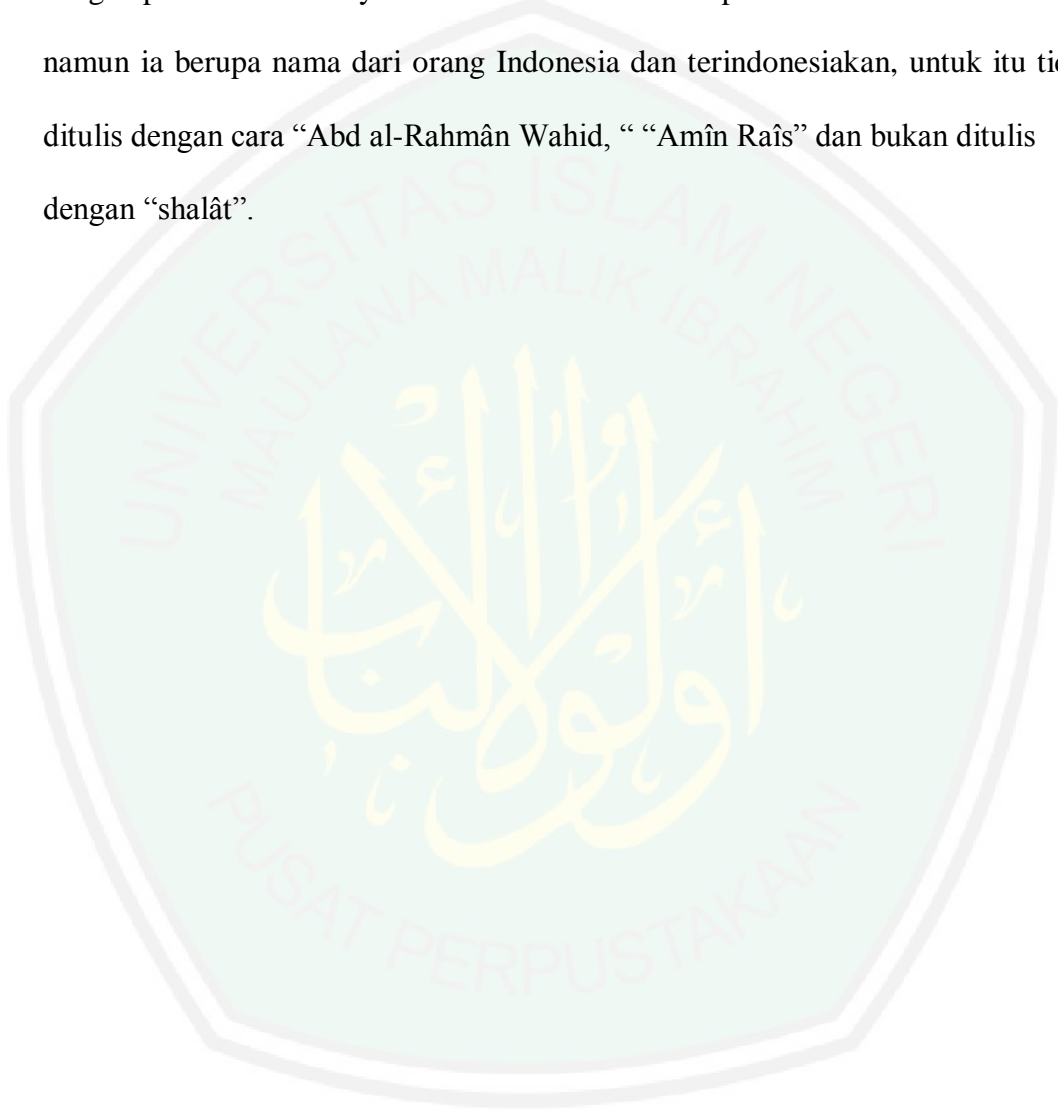 namun ia berupa nama dari orang Indonesia dan terindonesiakan, untuk itu
ditulis dengan cara “Abd al-Rahmân Wahid, “ “Amîn Raîs” dan bukan ditulis
dengan “shalât”.
UNIVERSITAS ISLAM NEGERI
MAULANA MALIK IBRAHIM
PUSAT PERPUSTAKAAN